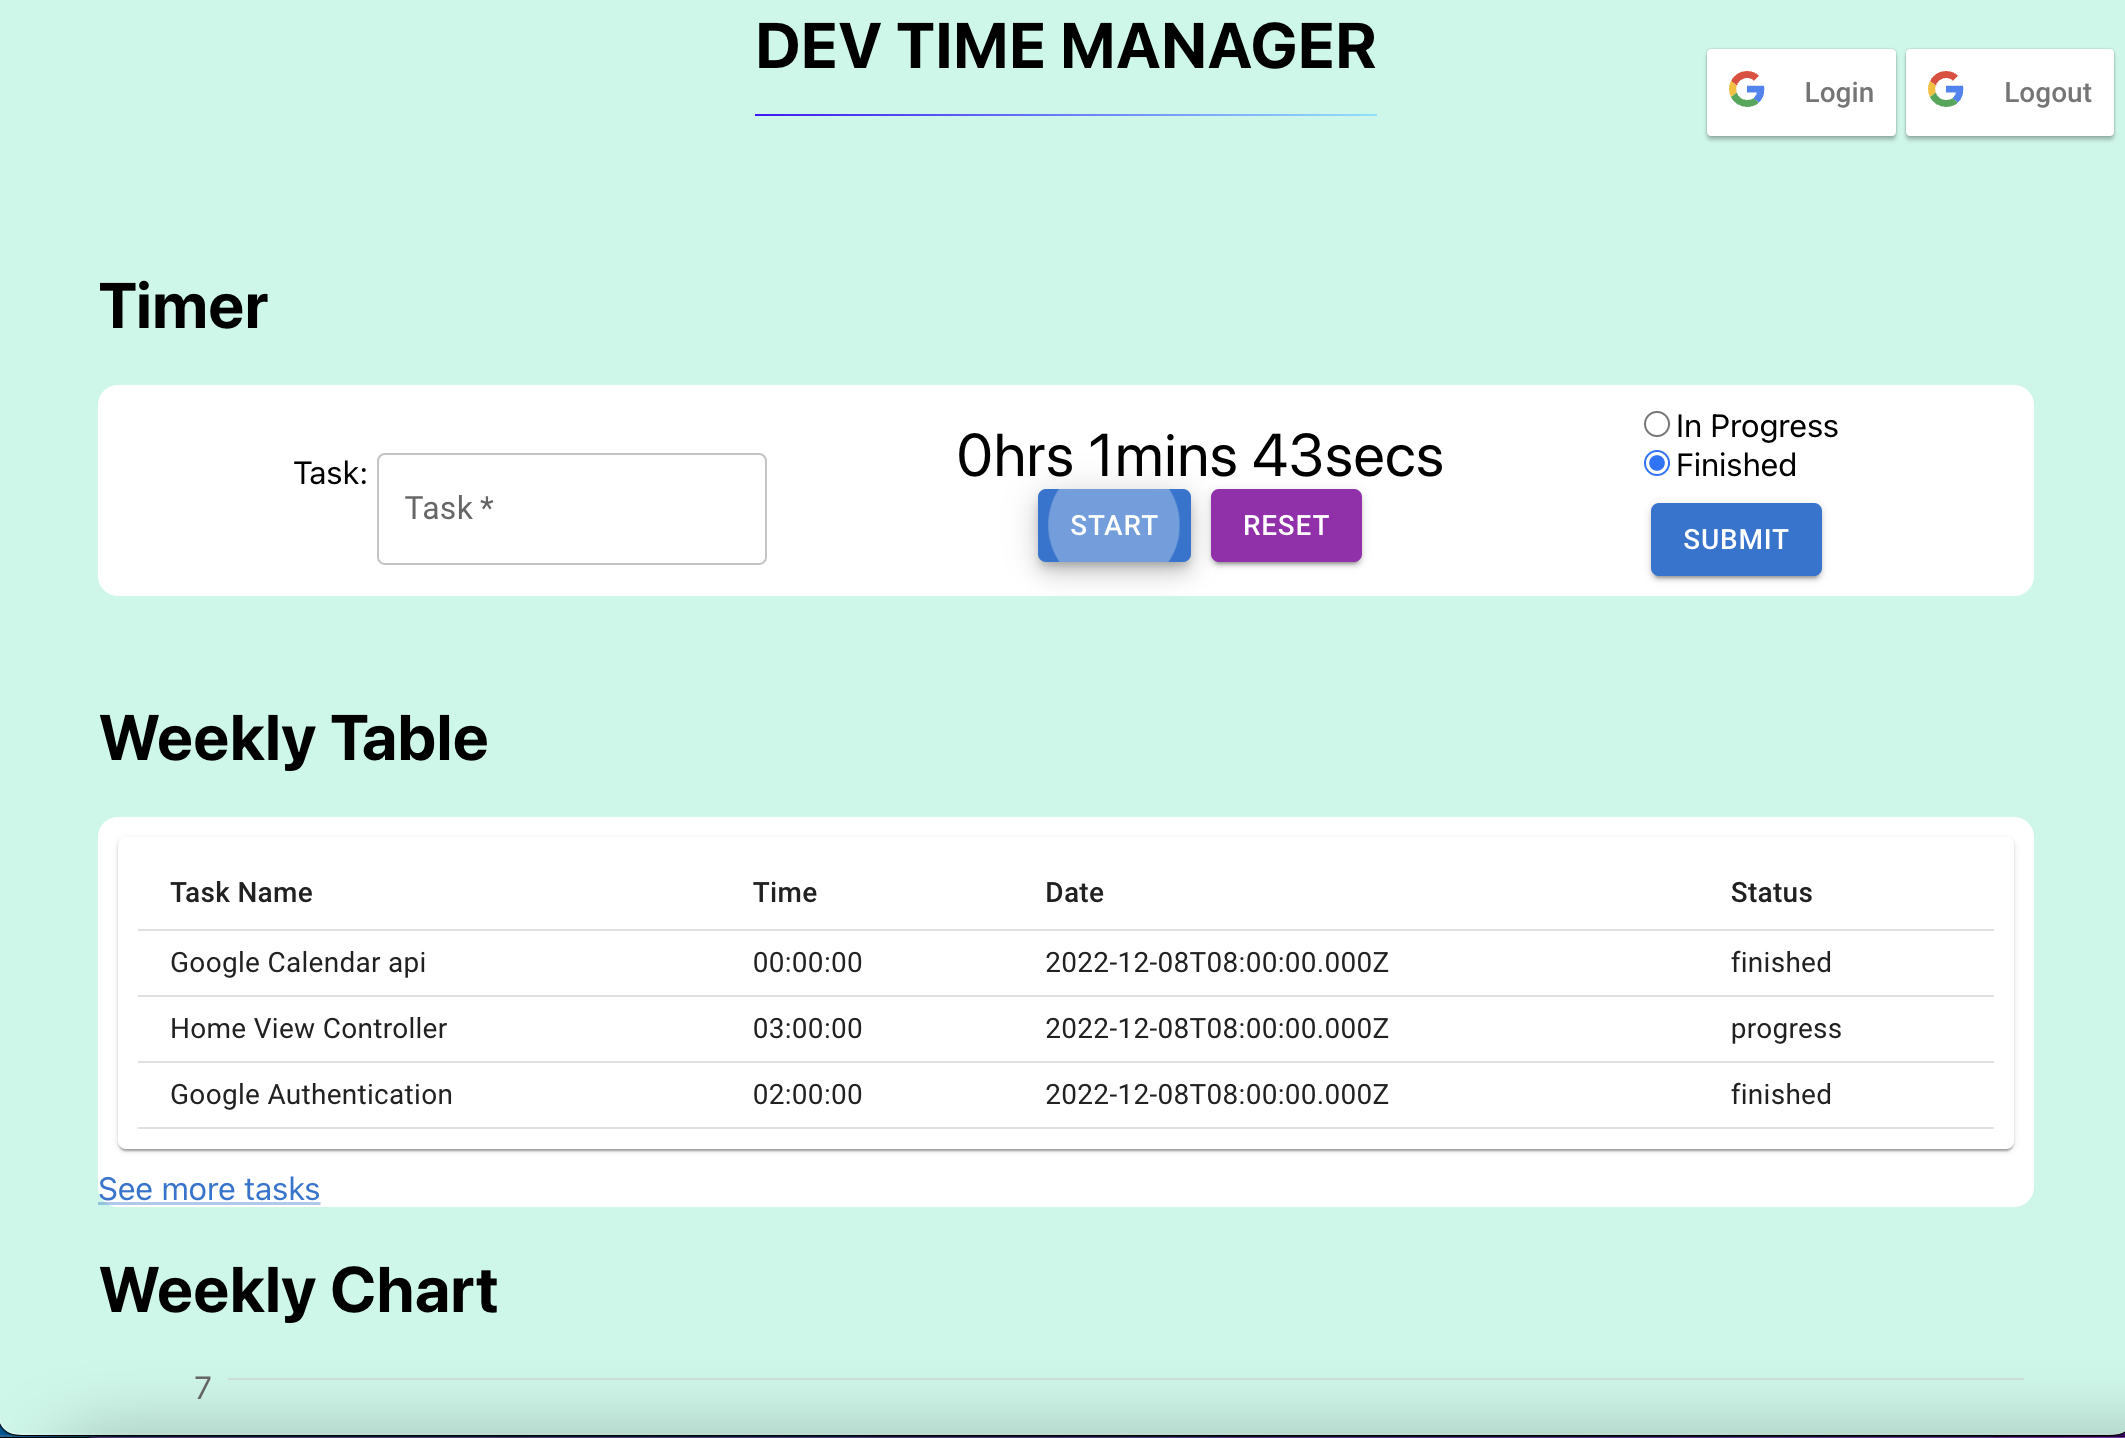 DEV TIME MANAGER
Login Logout
Timer
Task: Task *
0hrs 1mins 43secs
START RESET
In Progress
Finished
SUBMIT
Weekly Table
Task Name Time Date Status
Google Calendar api 00:00:00 2022-12-08T08:00:00.000Z finished
Home View Controller 03:00:00 2022-12-08T08:00:00.000Z progress
Google Authentication 02:00:00 2022-12-08T08:00:00.000Z finished
See more tasks
Weekly Chart
7